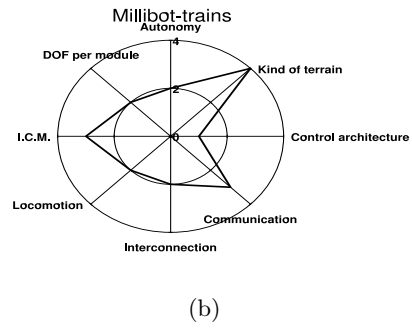 Millibot-trains
Autonomy
4
DOF per module
Kind of terrain
2
I.C.M.
0
Control architecture
Locomotion
Communication
Interconnection
(b)